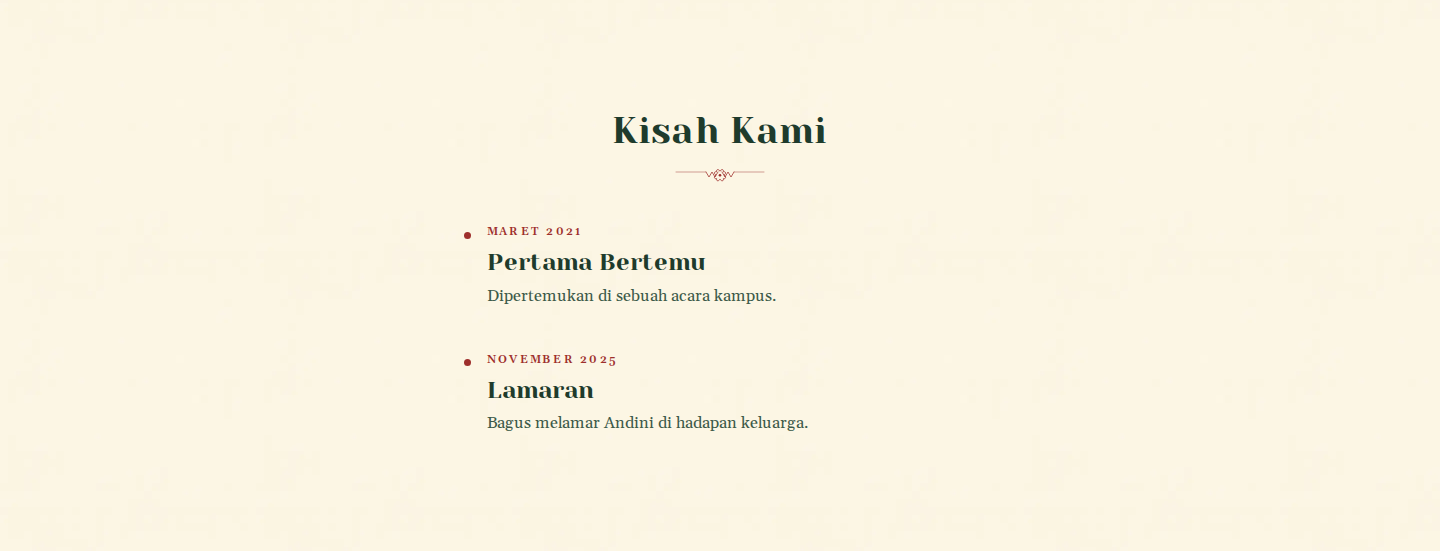 Kisah Kami
MARET 2021
Pertama Bertemu
Dipertemukan di sebuah acara kampus.
NOVEMBER 2025
Lamaran
Bagus melamar Andini di hadapan keluarga.